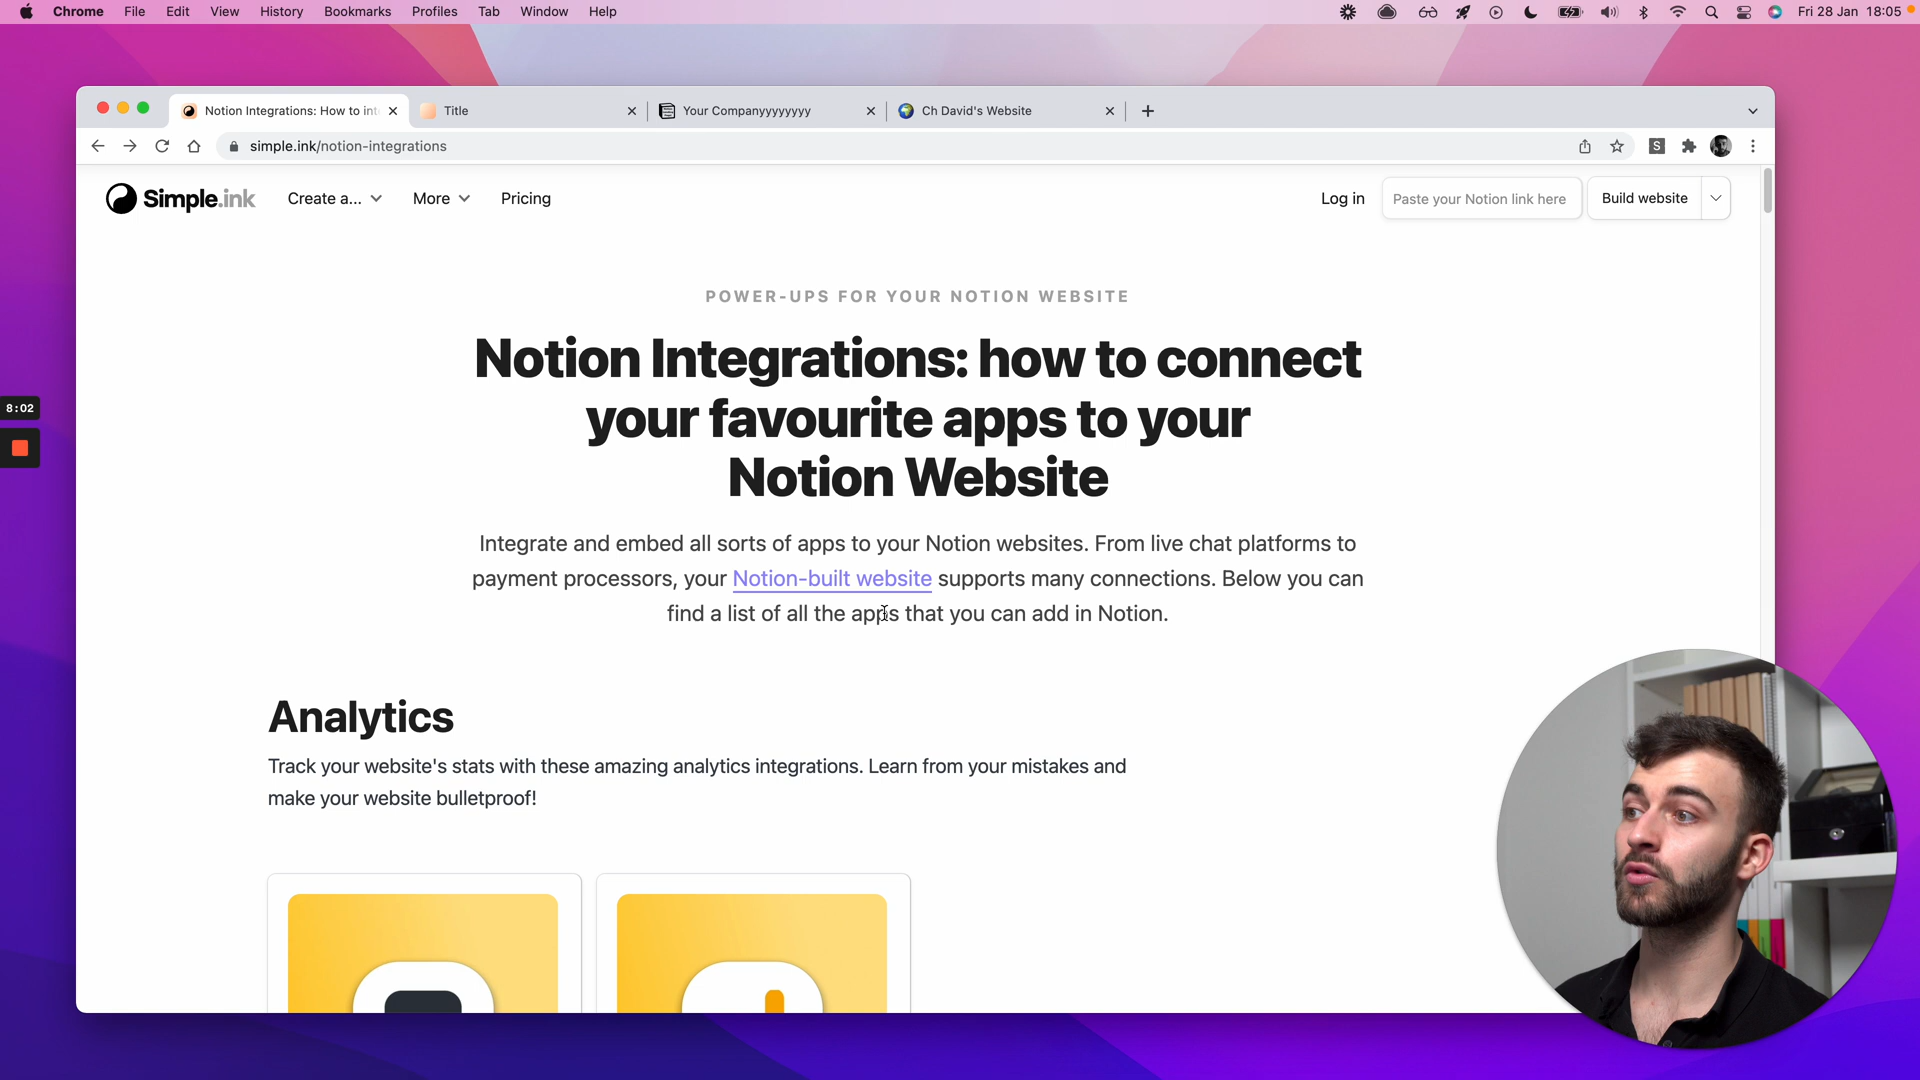 Chrome File Edit View History Bookmarks Profiles Tab Window Help Fri 28 Jan 18:05
Notion Integrations: How to int Title Your Companyyyyyyyy Ch David's Website
simple.ink/notion-integrations S
Simple.ink Create a... More Pricing Log in Paste your Notion link here Build website
POWER-UPS FOR YOUR NOTION WEBSITE
Notion Integrations: how to connect
8:02
your favourite apps to your
Notion Website
Integrate and embed all sorts of apps to your Notion websites. From live chat platforms to
payment processors, your Notion-built website supports many connections. Below you can
find a list of all the apps that you can add in Notion.
Analytics
Track your website's stats with these amazing analytics integrations. Learn from your mistakes and
make your website bulletproof!